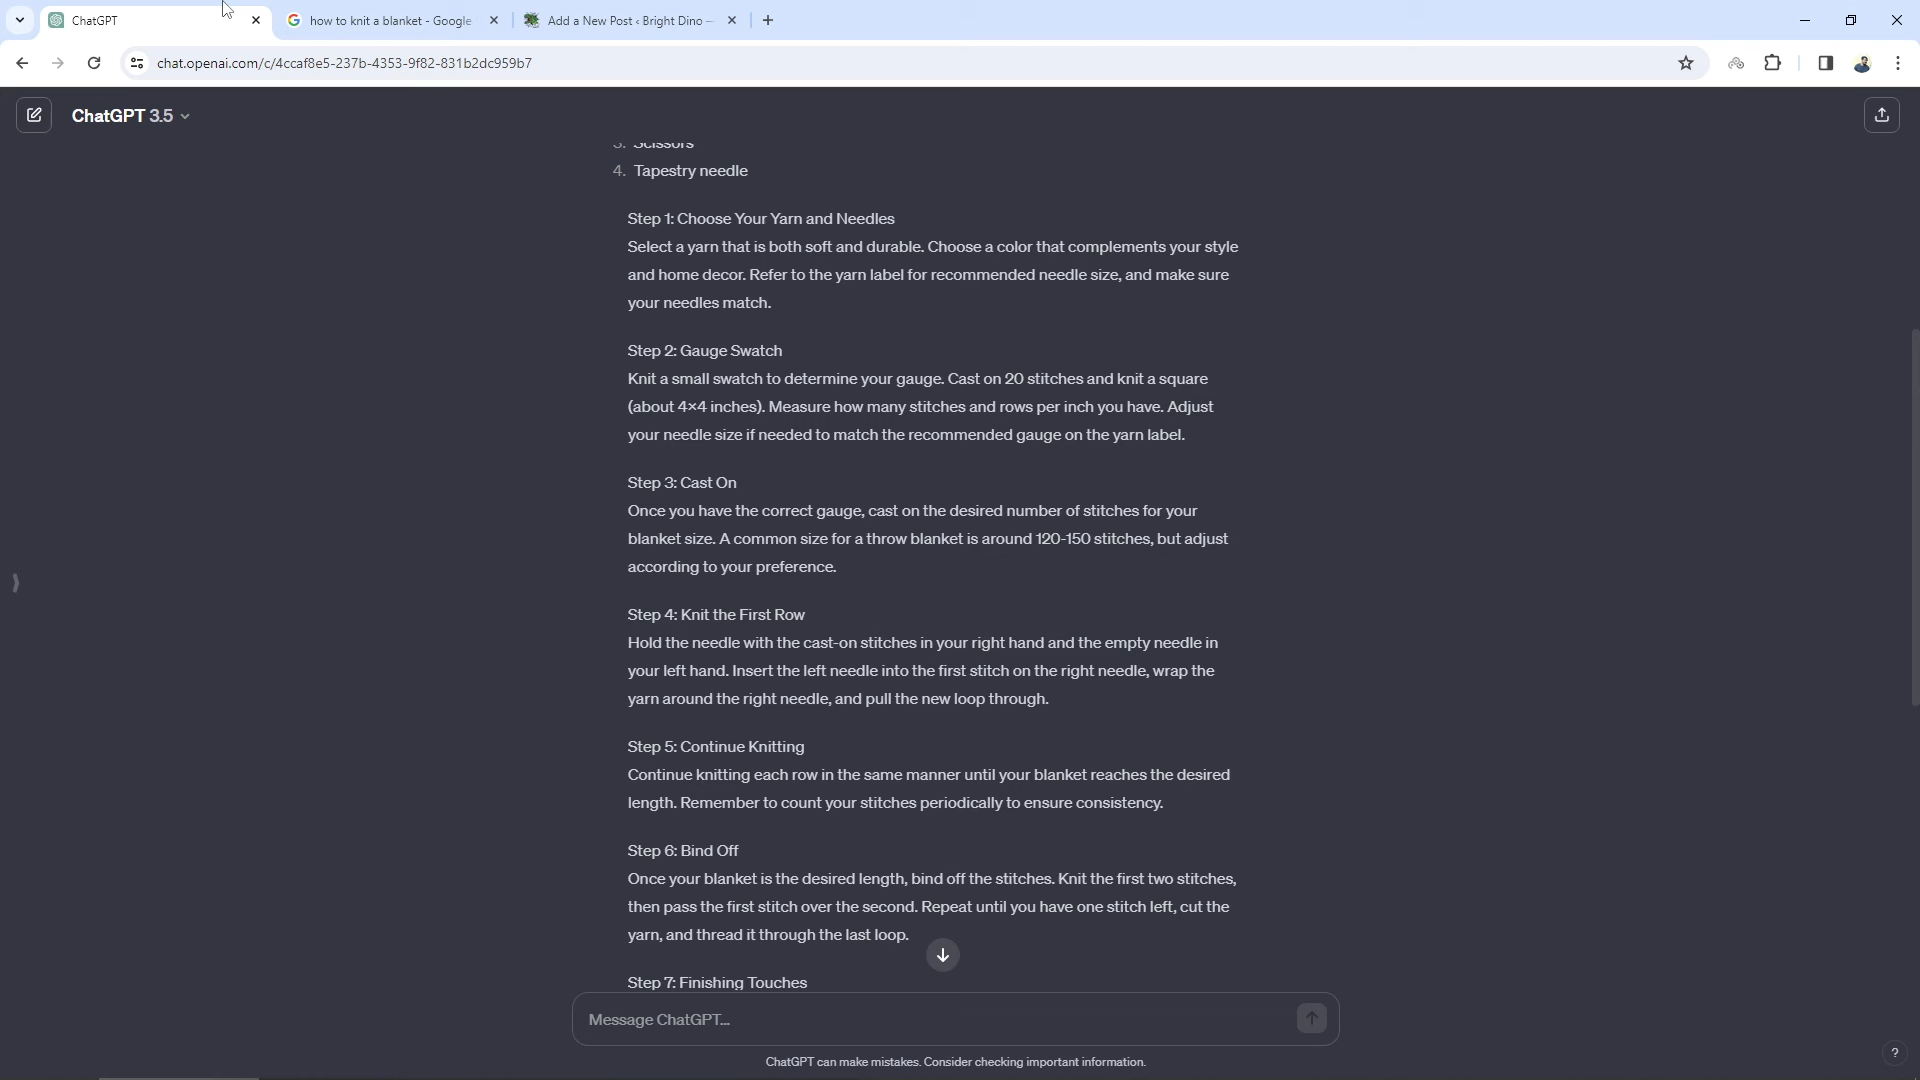 ChatGPT
how to knit a blanket - Google
Add a New Post ‹ Bright Dino —
chat.openai.com/c/4ccaf8e5-237b-4353-9f82-831b2dc959b7
ChatGPT 3.5
3. Scissors
4. Tapestry needle
Step 1: Choose Your Yarn and Needles
Select a yarn that is both soft and durable. Choose a color that complements your style
and home decor. Refer to the yarn label for recommended needle size, and make sure
your needles match.
Step 2: Gauge Swatch
Knit a small swatch to determine your gauge. Cast on 20 stitches and knit a square
(about 4×4 inches). Measure how many stitches and rows per inch you have. Adjust
your needle size if needed to match the recommended gauge on the yarn label.
Step 3: Cast On
Once you have the correct gauge, cast on the desired number of stitches for your
blanket size. A common size for a throw blanket is around 120-150 stitches, but adjust
according to your preference.
Step 4: Knit the First Row
Hold the needle with the cast-on stitches in your right hand and the empty needle in
your left hand. Insert the left needle into the first stitch on the right needle, wrap the
yarn around the right needle, and pull the new loop through.
Step 5: Continue Knitting
Continue knitting each row in the same manner until your blanket reaches the desired
length. Remember to count your stitches periodically to ensure consistency.
Step 6: Bind Off
Once your blanket is the desired length, bind off the stitches. Knit the first two stitches,
then pass the first stitch over the second. Repeat until you have one stitch left, cut the
yarn, and thread it through the last loop.
Step 7: Finishing Touches
Message ChatGPT...
ChatGPT can make mistakes. Consider checking important information.
?